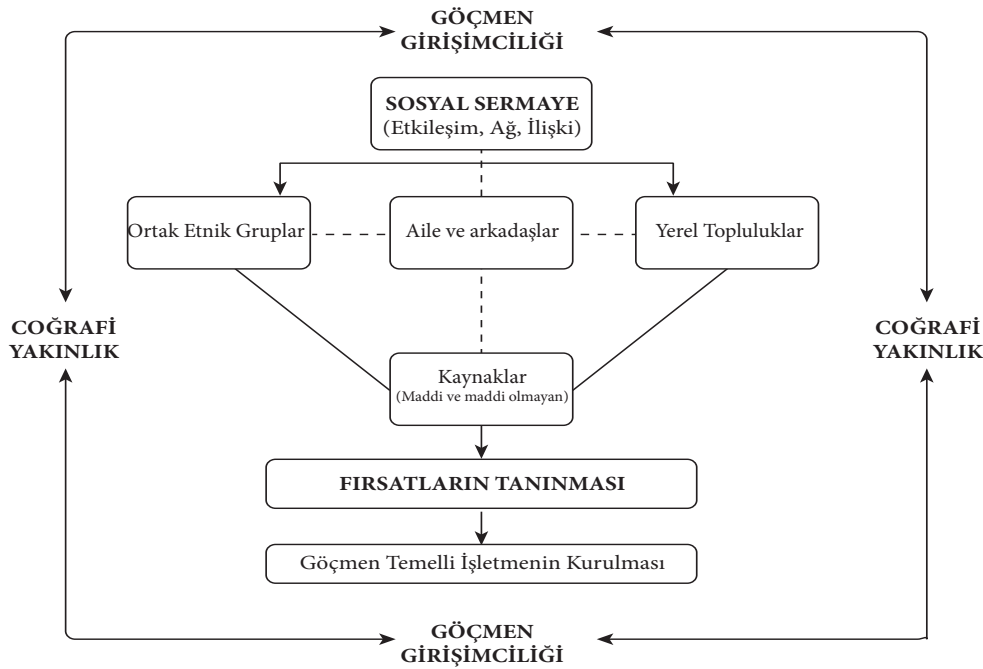 GÖÇMEN
GİRİŞİMCİLİĞİ
SOSYAL SERMAYE
(Etkileşim, Ağ, İlişki)
Ortak Etnik Gruplar
Aile ve arkadaşlar
Yerel Topluluklar
COĞRAFİ
YAKINLIK
COĞRAFİ
YAKINLIK
Kaynaklar
(Maddi ve maddi olmayan)
FIRSATLARIN TANINMASI
Göçmen Temelli İşletmenin Kurulması
GÖÇMEN
GİRİŞİMCİLİĞİ